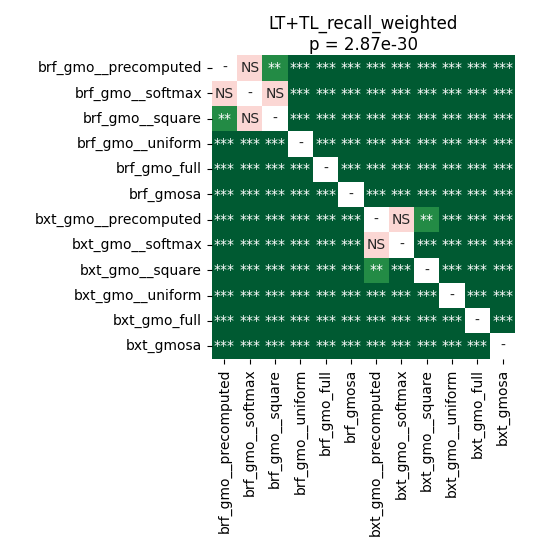 LT+TL_recall_weighted
p = 2.87e-30
brf_gmo__precomputed - NS ** *** *** *** *** *** *** *** *** ***
brf_gmo__softmax NS - NS *** *** *** *** *** *** *** *** ***
brf_gmo__square ** NS - *** *** *** *** *** *** *** *** ***
brf_gmo__uniform *** *** *** - *** *** *** *** *** *** *** ***
brf_gmo_full *** *** *** *** - *** *** *** *** *** *** ***
brf_gmosa *** *** *** *** *** - *** *** *** *** *** ***
bxt_gmo__precomputed *** *** *** *** *** *** - NS ** *** *** ***
bxt_gmo__softmax *** *** *** *** *** *** NS - *** *** *** ***
bxt_gmo__square *** *** *** *** *** *** ** *** - *** *** ***
bxt_gmo__uniform *** *** *** *** *** *** *** *** *** - *** ***
bxt_gmo_full *** *** *** *** *** *** *** *** *** *** - ***
bxt_gmosa *** *** *** *** *** *** *** *** *** *** *** -
brf_gmo__precomputed
brf_gmo__softmax
brf_gmo__square
brf_gmo__uniform
brf_gmo_full
brf_gmosa
bxt_gmo__precomputed
bxt_gmo__softmax
bxt_gmo__square
bxt_gmo__uniform
bxt_gmo_full
bxt_gmosa